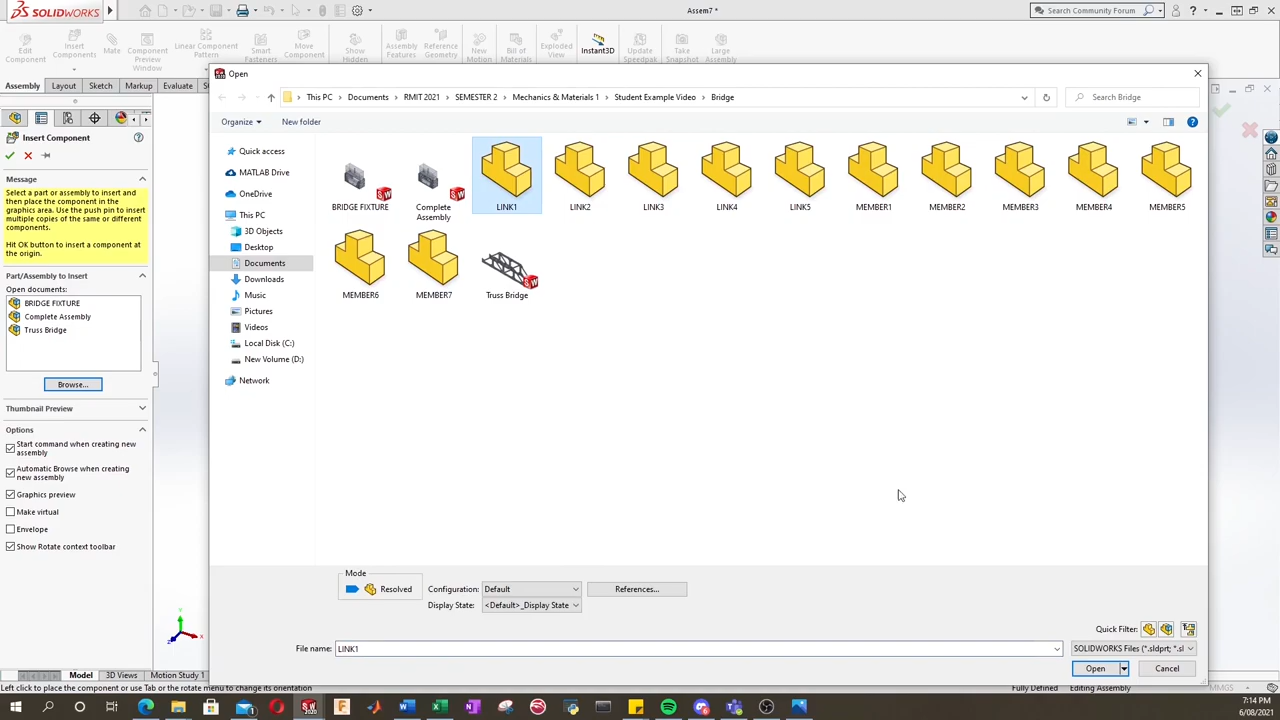 SOLIDWORKS
Assem7 *
Search Community Forum
Edit Component
Insert Components
Mate
Component Preview Window
Linear Component Pattern
Smart Fasteners
Move Component
Show Hidden
Assembly Features
Reference Geometry
New Motion
Bill of Materials
Exploded View
Instant3D
Update Speedpak
Take Snapshot
Large Assembly
Assembly
Layout
Sketch
Markup
Evaluate
Open
This PC
Documents
RMIT 2021
SEMESTER 2
Mechanics & Materials 1
Student Example Video
Bridge
Search Bridge
Organize
New folder
Insert Component
Message
Select a part or assembly to insert and
then place the component in the
graphics area. Use the push pin to insert
multiple copies of the same or different
components.
Hit OK button to insert a component at
the origin.
Part/Assembly to Insert
Open documents:
BRIDGE FIXTURE
Complete Assembly
Truss Bridge
Browse...
Thumbnail Preview
Options
Start command when creating new
assembly
Automatic Browse when creating
new assembly
Graphics preview
Make virtual
Envelope
Show Rotate context toolbar
Quick access
MATLAB Drive
OneDrive
This PC
3D Objects
Desktop
Documents
Downloads
Music
Pictures
Videos
Local Disk (C:)
New Volume (D:)
Network
BRIDGE FIXTURE
Complete
Assembly
LINK1
LINK2
LINK3
LINK4
LINK5
MEMBER1
MEMBER2
MEMBER3
MEMBER4
MEMBER5
MEMBER6
MEMBER7
Truss Bridge
Mode
Resolved
Configuration:
Default
References...
Display State:
<Default>_Display State
Quick Filter:
File name:
LINK1
SOLIDWORKS Files (*.sldprt; *.sl
Open
Cancel
Model
3D Views
Motion Study 1
Left click to place the component or use Tab or the rotate menu to change its orientation
Fully Defined
Editing Assembly
MMGS
7:14 PM
6/08/2021